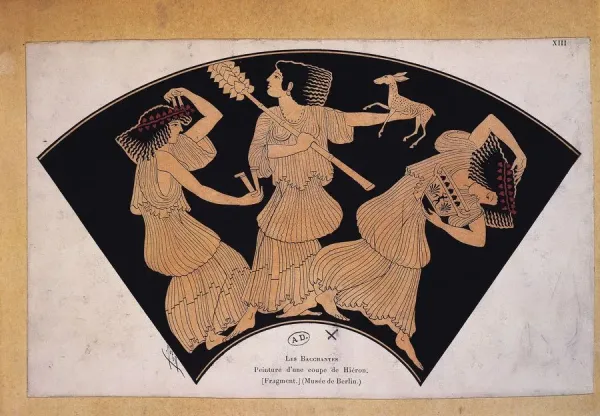 XIII
AD.
LES BACCHANTES
Peinture d'une coupe de Hiéron.
[Fragment.] (Musée de Berlin.)